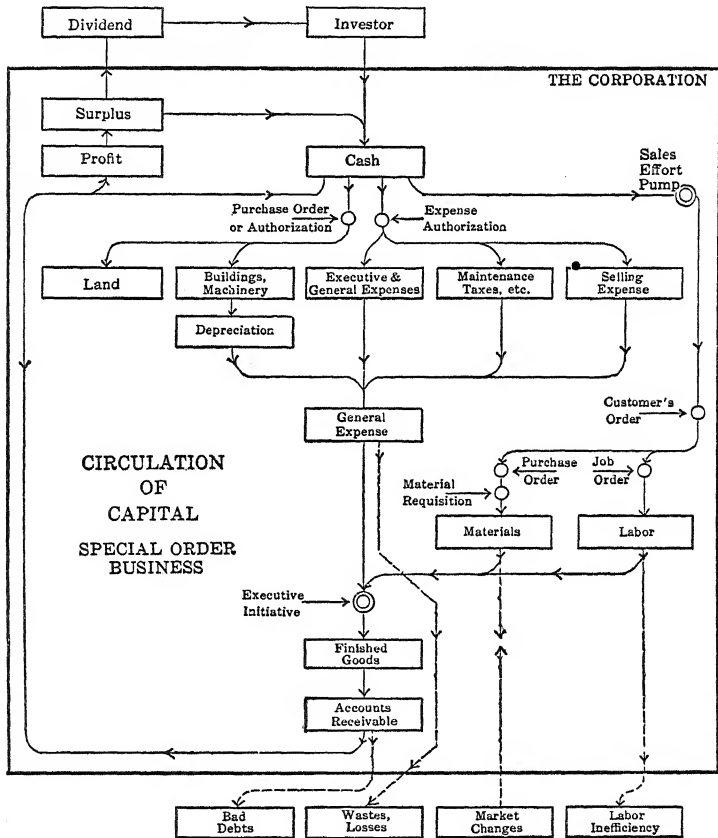 Dividend
Investor
THE CORPORATION
Surplus
Profit
Cash
Sales
Effort
Pump
Purchase Order
or Authorization
Expense
Authorization
Land
Buildings,
Machinery
Executive &
General Expenses
Maintenance
Taxes, etc.
Selling
Expense
Depreciation
Customer's
Order
General
Expense
CIRCULATION
OF
CAPITAL
SPECIAL ORDER
BUSINESS
Purchase
Order
Job
Order
Material
Requisition
Materials
Labor
Executive
Initiative
Finished
Goods
Accounts
Receivable
Bad
Debts
Wastes,
Losses
Market
Changes
Labor
Inefficiency